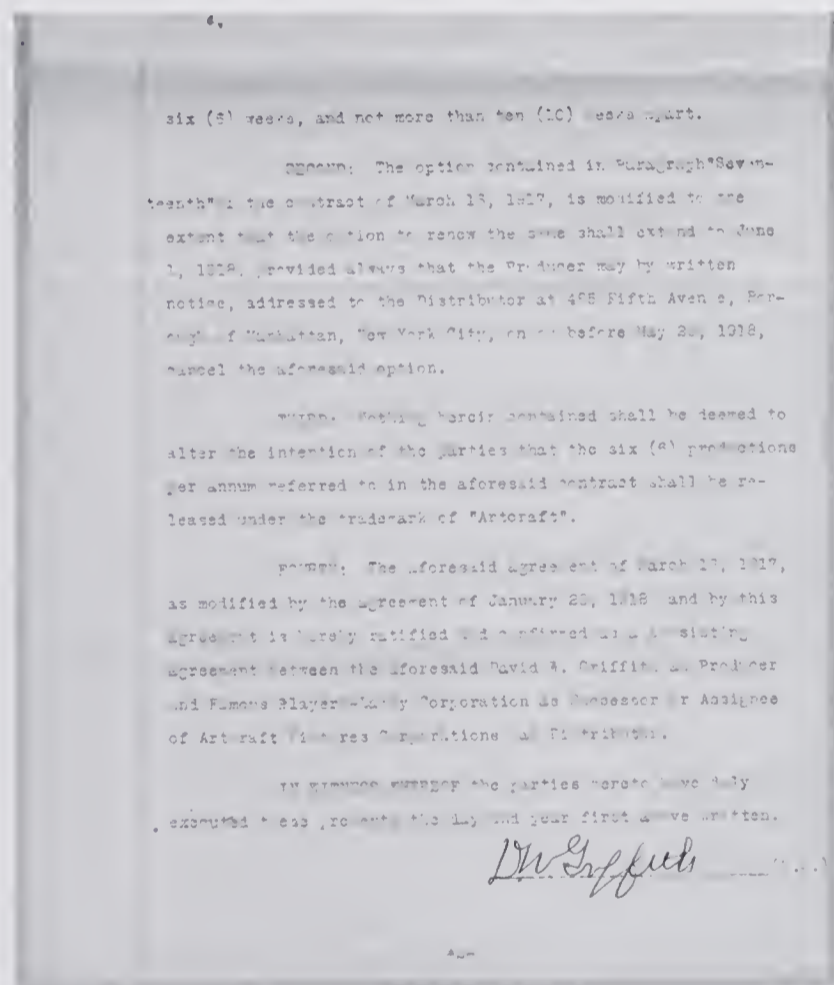 six (6) weeks, and not more than ten (10) weeks apart.
SECOND: The option contained in Paragraph "Seven-
teenth" of the contract of March 13, 1917, is modified to the
extent that the option to renew the same shall extend to June
1, 1918, provided always that the Producer may by written
notice, addressed to the Distributor at 485 Fifth Avenue, Bor-
ough of Manhattan, New York City, on or before May, 1918,
cancel the aforesaid option.
THIRD: Nothing herein contained shall be deemed to
alter the intention of the parties that the six (6) productions
per annum referred to in the aforesaid contract shall be re-
leased under the trademark of "Artcraft".
FOURTH: The aforesaid agreement of March, 1917,
as modified by the agreement of January, 1918 and by this
agreement is hereby ratified and confirmed as a subsisting
agreement between the aforesaid David W. Griffith as Producer
and Famous Players-Lasky Corporation as Successor or Assignee
of Artcraft Pictures Corporations as Distributor.
IN WITNESS WHEREOF the parties hereto have duly
executed these presents the day and year first above written.
DW Griffith